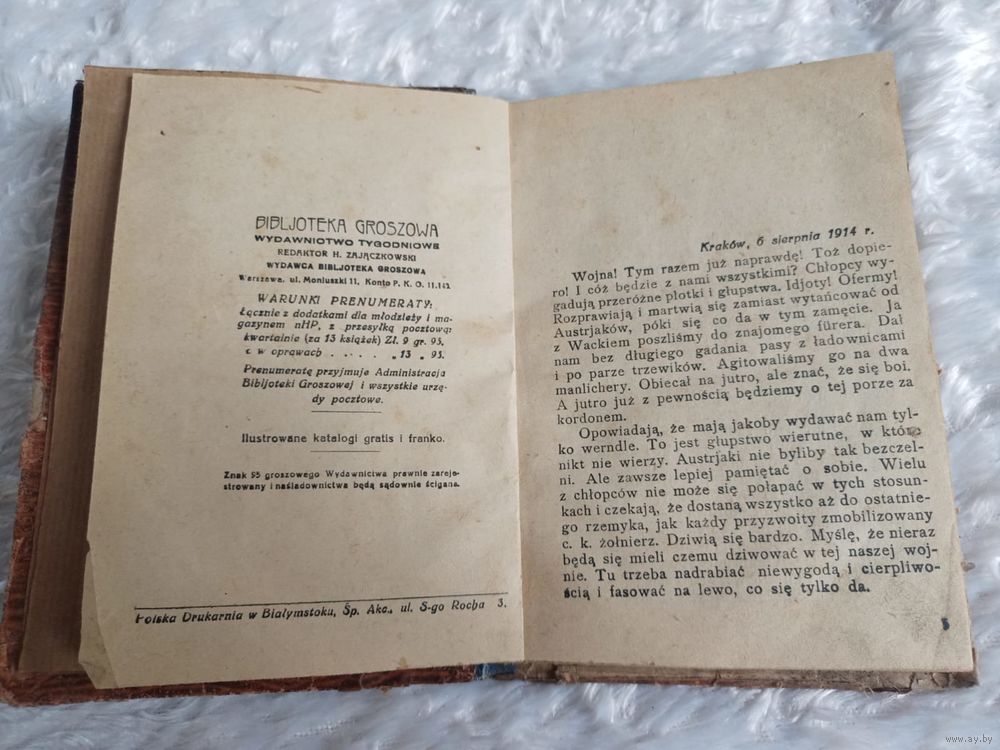 BIBLJOTEKA GROSZOWA
WYDAWNICTWO TYGODNIOWE
REDAKTOR H. ZAJĄCZKOWSKI
WYDAWCA BIBLJOTEKA GROSZOWA
Warszawa, ul. Moniuszki 11, Konto P. K. O. 11.143
WARUNKI PRENUMERATY:
Łącznie z dodatkami dla młodzieży i ma-
gazynem nHP, z przesyłką pocztową:
kwartalnie (za 13 książek) Zł. 9 gr. 95.
« w oprawach . . . . . „ 13 „ 95.
Prenumeratę przyjmuje Administracja
Bibljoteki Groszowej i wszystkie urzę-
dy pocztowe.
Ilustrowane katalogi gratis i franko.
Znak 95 groszowego Wydawnictwa prawnie zareje-
strowany i naśladownictwa będą sądownie ścigane.
Polska Drukarnia w Białymstoku, Sp. Akc., ul. S-go Rocha 3.
Kraków, 6 sierpnia 1914 r.
Wojna! Tym razem już naprawdę! Toż dopie-
ro! I cóż będzie z nami wszystkimi? Chłopcy wy-
gadują przeróżne plotki i głupstwa. Idjoty! Ofermy!
Rozprawiają i martwią się zamiast wytańcować od
Austrjaków, póki się co da w tym zamęcie. Ja
z Wackiem poszliśmy do znajomego fürera. Dał
nam bez długiego gadania pasy z ładownicami
i po parze trzewików. Agitowaliśmy go na dwa
manlichery. Obiecał na jutro, ale znać, że się boi.
A jutro już z pewnością będziemy o tej porze za
kordonem.
Opowiadają, że mają jakoby wydawać nam tyl-
ko werndle. To jest głupstwo wierutne, w które
nikt nie wierzy. Austrjaki nie byliby tak bezczel-
ni. Ale zawsze lepiej pamiętać o sobie. Wielu
z chłopców nie może się połapać w tych stosun-
kach i czekają, że dostaną wszystko aż do ostatnie-
go rzemyka, jak każdy przyzwoity zmobilizowany
c. k. żołnierz. Dziwią się bardzo. Myślę, że nieraz
będą się mieli czemu dziwować w tej naszej woj-
nie. Tu trzeba nadrabiać niewygodą i cierpliwo-
ścią i fasować na lewo, co się tylko da.
5
www.ay.by